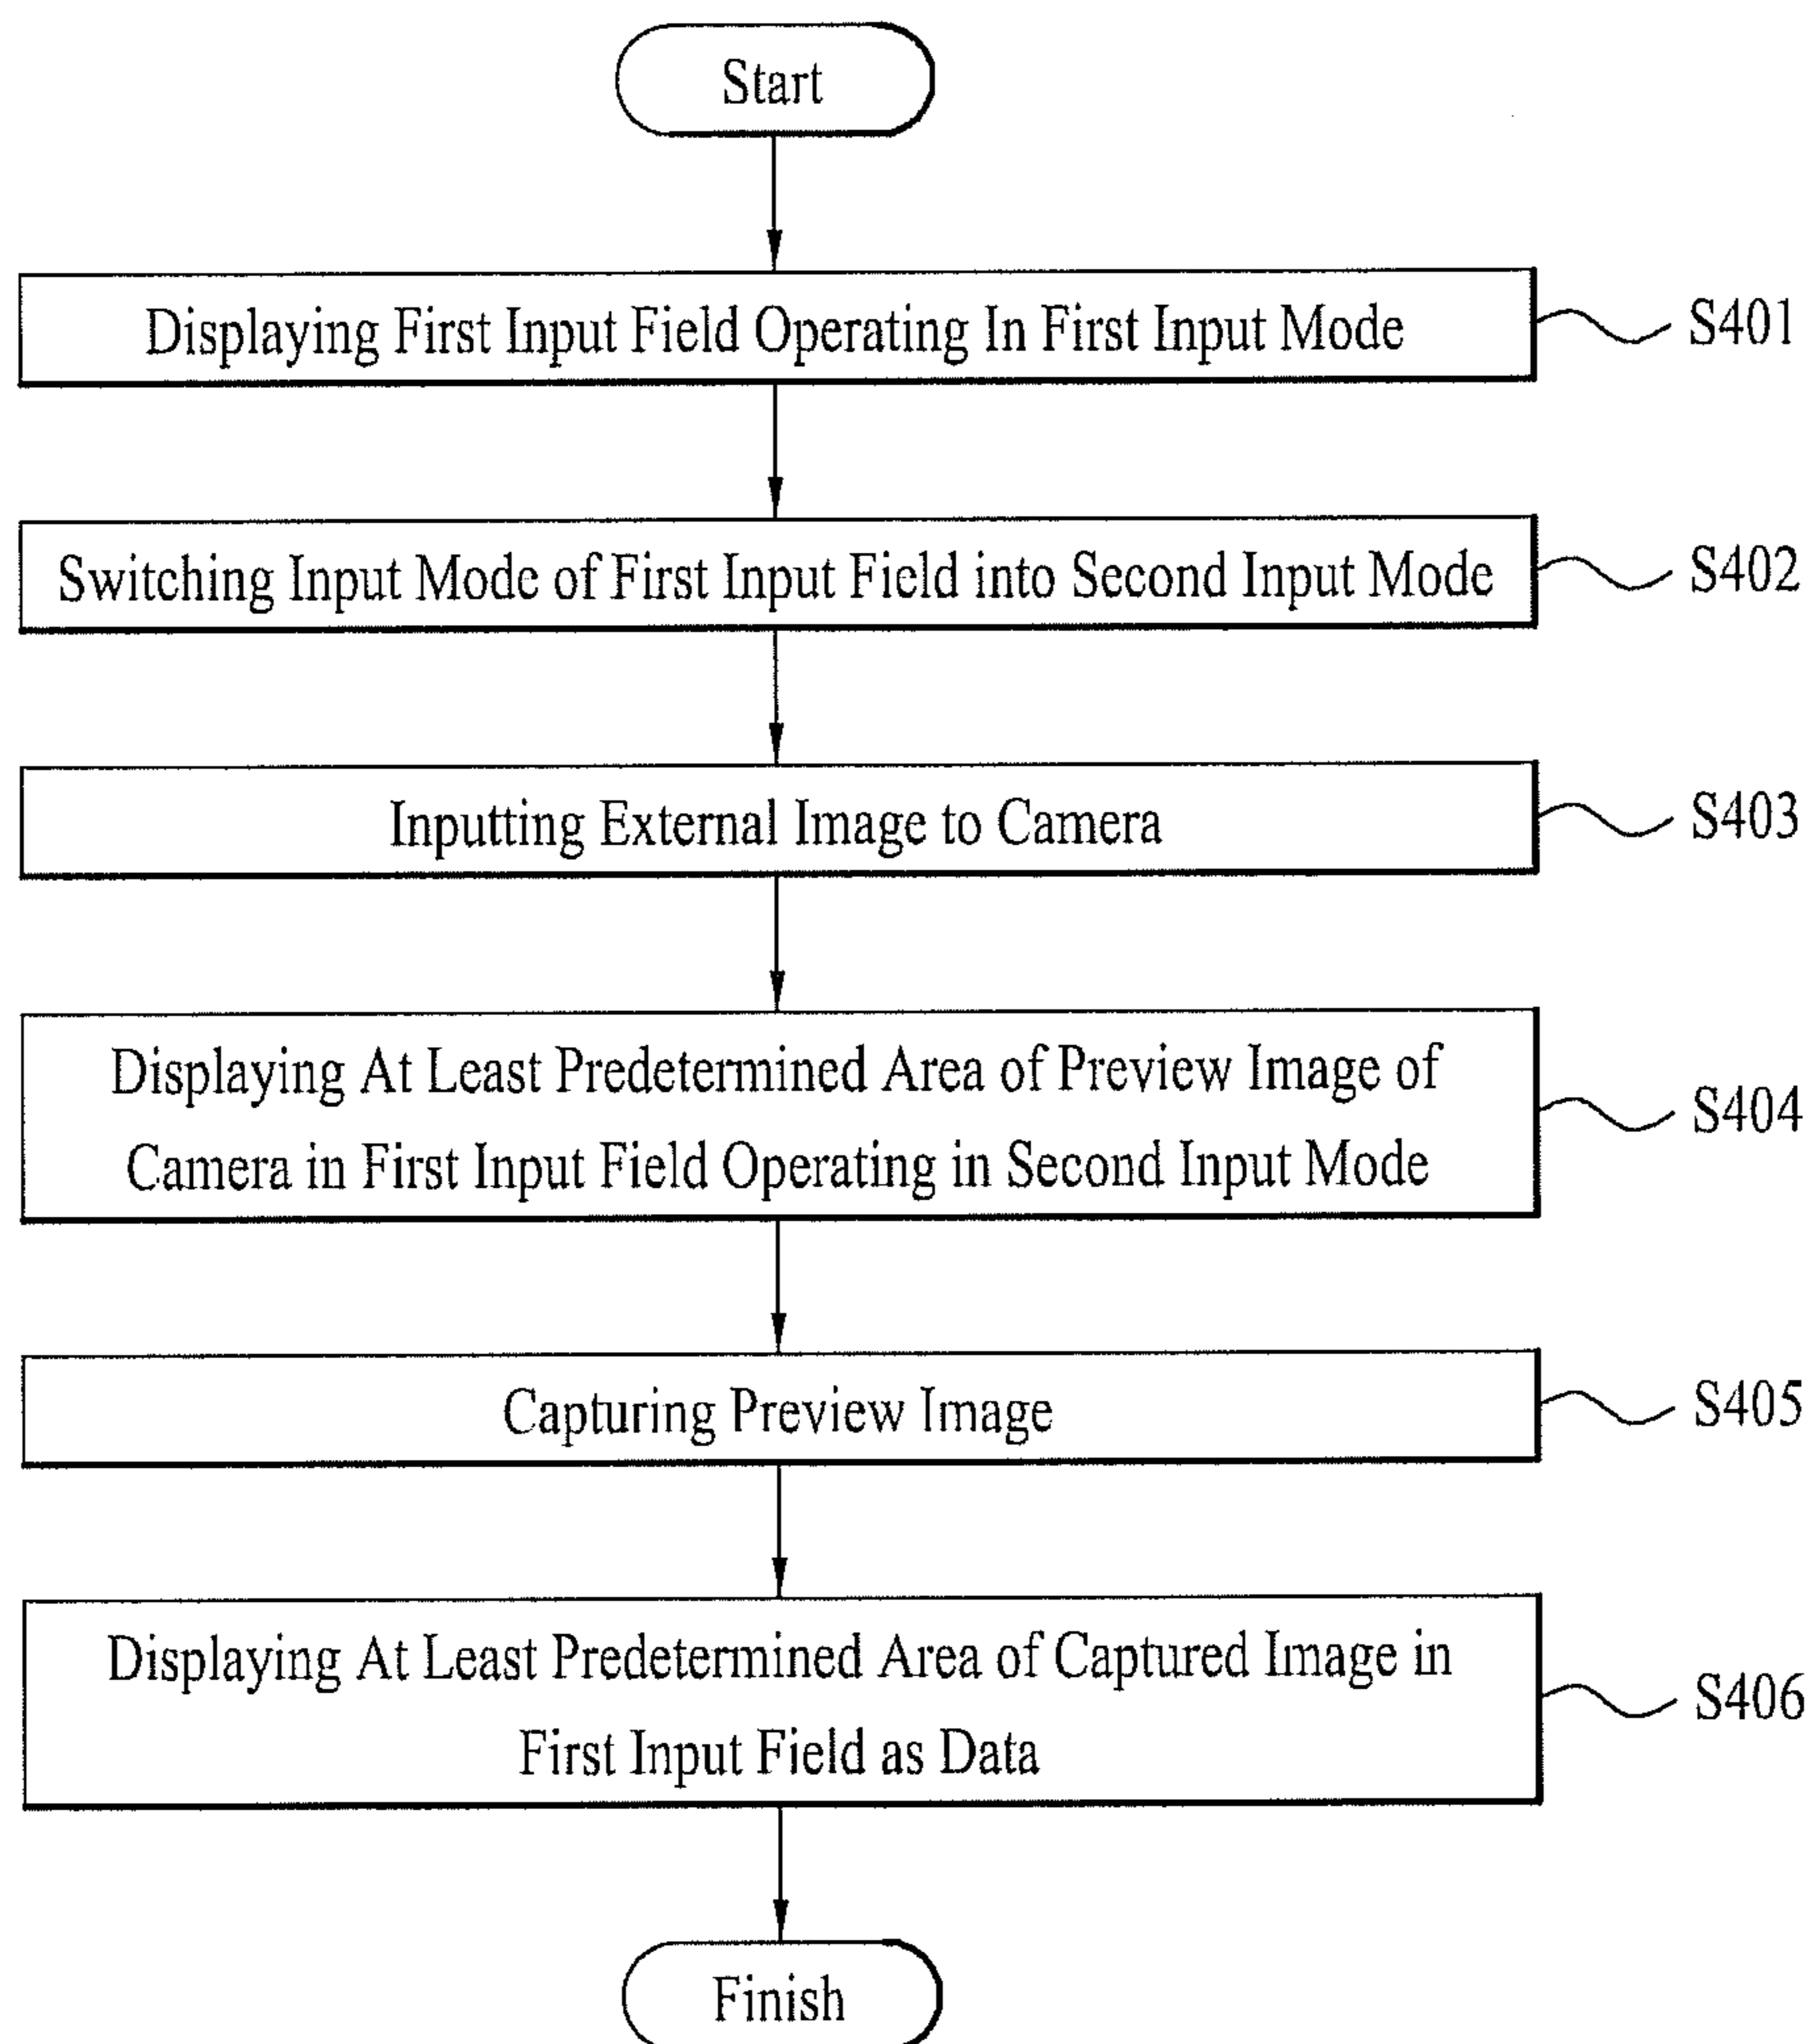 Start
Displaying First Input Field Operating In First Input Mode
S401
Switching Input Mode of First Input Field into Second Input Mode
S402
Inputting External Image to Camera
S403
Displaying At Least Predetermined Area of Preview Image of
Camera in First Input Field Operating in Second Input Mode
S404
Capturing Preview Image
S405
Displaying At Least Predetermined Area of Captured Image in
First Input Field as Data
S406
Finish